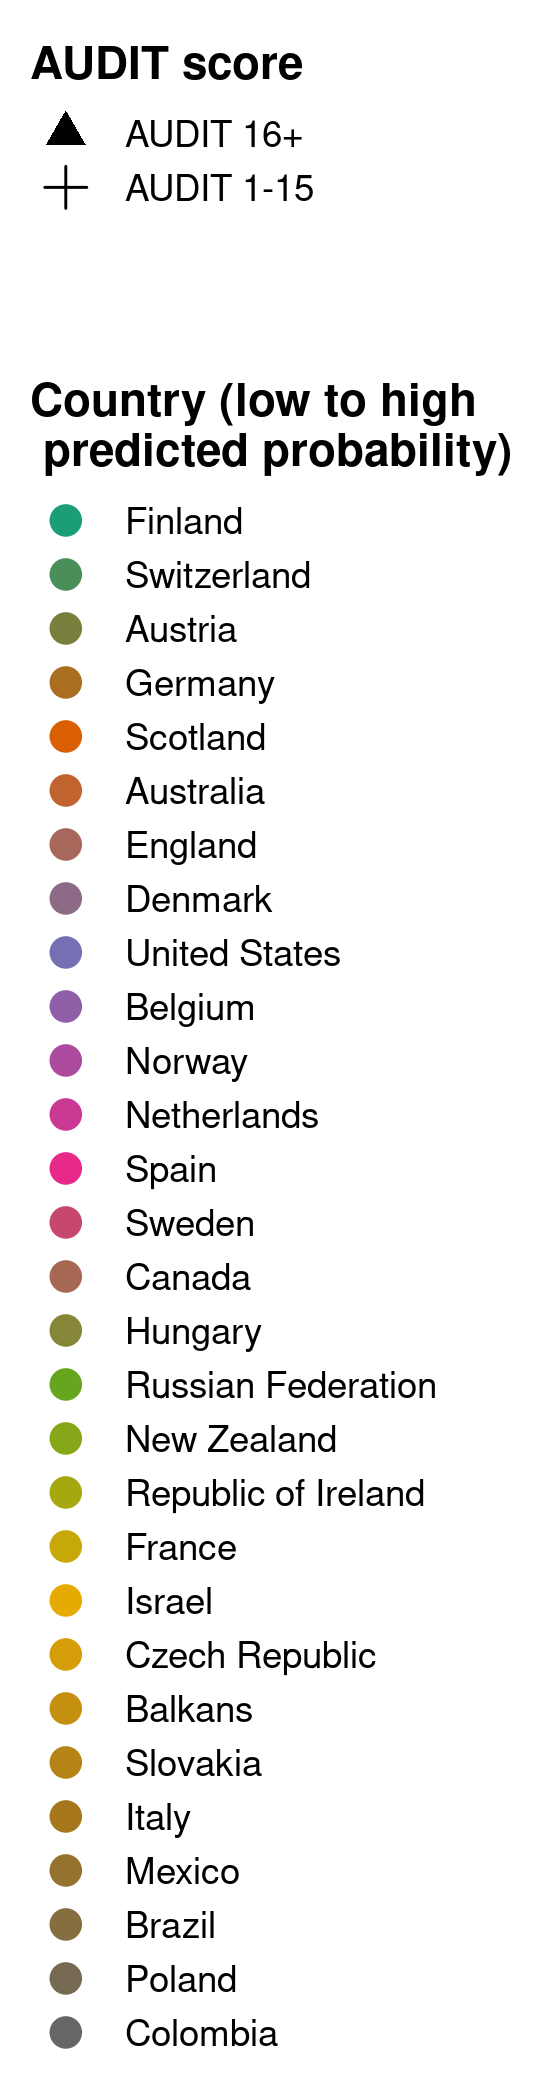 AUDIT score
AUDIT 16+
AUDIT 1-15
Country (low to high
predicted probability)
Finland
Switzerland
Austria
Germany
Scotland
Australia
England
Denmark
United States
Belgium
Norway
Netherlands
Spain
Sweden
Canada
Hungary
Russian Federation
New Zealand
Republic of Ireland
France
Israel
Czech Republic
Balkans
Slovakia
Italy
Mexico
Brazil
Poland
Colombia